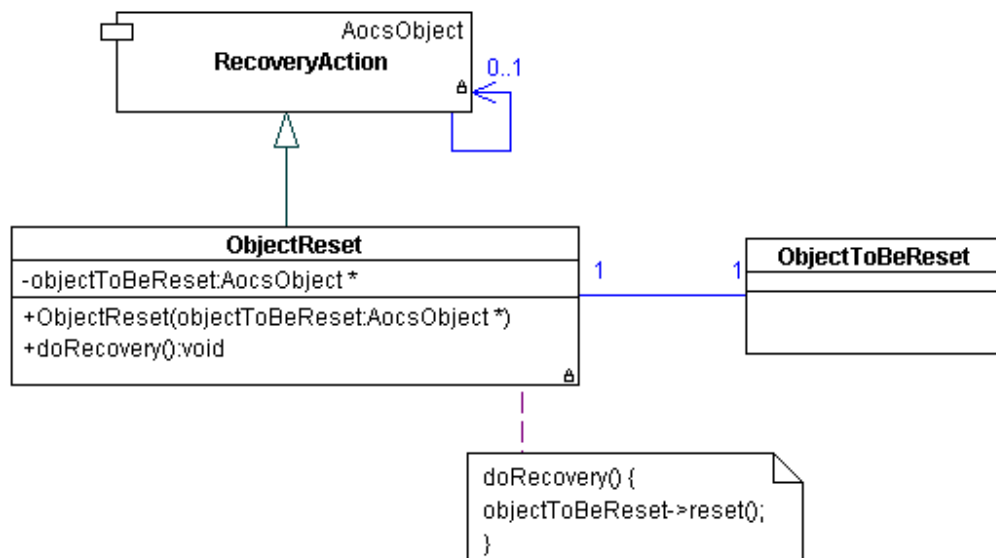 AocsObject
RecoveryAction
0..1
ObjectReset
-objectToBeReset:AocsObject *
+ObjectReset(objectToBeReset:AocsObject *)
+doRecovery():void
1
1
ObjectToBeReset
doRecovery() {
objectToBeReset->reset();
}